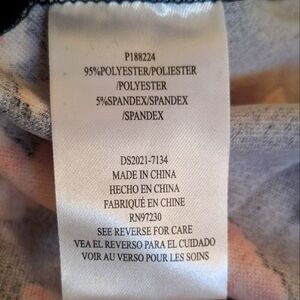 P188224
95%POLYESTER/POLIESTER
/POLYESTER
5%SPANDEX/SPANDEX
/SPANDEX
DS2021-7134
MADE IN CHINA
HECHO EN CHINA
FABRIQUÉ EN CHINE
RN97230
SEE REVERSE FOR CARE
VEA EL REVERSO PARA EL CUIDADO
VOIR AU VERSO POUR LES SOINS